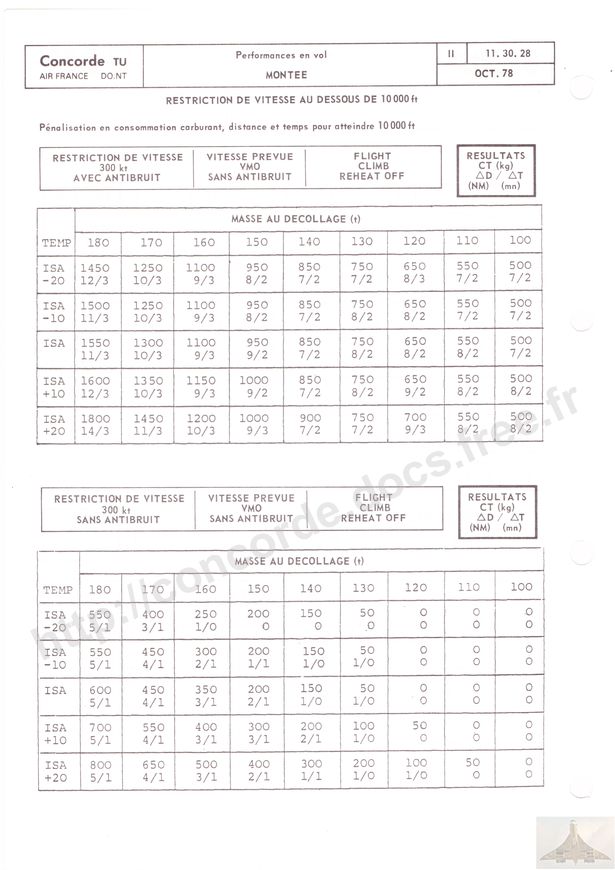 Concorde TU
AIR FRANCE DO.NT
Performances en vol
MONTEE
II
11.30.28
OCT. 78
RESTRICTION DE VITESSE AU DESSOUS DE 10 000 ft
Pénalisation en consommation carburant, distance et temps pour atteindre 10 000 ft
RESTRICTION DE VITESSE
300 kt
AVEC ANTIBRUIT
VITESSE PREVUE
VMO
SANS ANTIBRUIT
FLIGHT
CLIMB
REHEAT OFF
RESULTATS
CT (kg)
△D / △T
(NM) (mn)
MASSE AU DECOLLAGE (t)
TEMP 180 170 160 150 140 130 120 110 100
ISA 1450 1250 1100 950 850 750 650 550 500
-20 12/3 10/3 9/3 8/2 7/2 7/2 8/3 7/2 7/2
ISA 1500 1250 1100 950 850 750 650 550 500
-10 11/3 10/3 9/3 8/2 7/2 7/2 8/2 8/2 7/2
ISA 1550 1300 1100 950 850 750 650 550 500
11/3 10/3 9/2 9/2 7/2 7/2 8/2 8/2 7/2
ISA 1600 1350 1150 1000 850 750 650 550 500
+10 12/3 10/3 9/3 9/2 7/2 7/2 9/2 8/2 8/2
ISA 1800 1450 1200 1000 900 750 700 550 500
+20 14/3 11/3 10/3 9/3 7/2 7/2 9/3 8/2 8/2
RESTRICTION DE VITESSE
300 kt
SANS ANTIBRUIT
VITESSE PREVUE
VMO
SANS ANTIBRUIT
FLIGHT
CLIMB
REHEAT OFF
RESULTATS
CT (kg)
△D / △T
(NM) (mn)
MASSE AU DECOLLAGE (t)
TEMP 180 170 160 150 140 130 120 110 100
ISA 550 400 250 200 150 50 0 0 0
-20 5/1 3/1 1/0 0 0 0 0 0 0
ISA 550 450 300 200 150 50 0 0 0
-10 5/1 4/1 2/1 1/1 1/0 1/0 0 0 0
ISA 600 450 350 200 150 50 0 0 0
5/1 4/1 3/1 2/1 1/0 1/0 0 0 0
ISA 700 550 400 300 200 100 50 0 0
+10 5/1 4/1 3/1 3/1 2/1 1/0 0 0 0
ISA 800 650 500 400 300 200 100 50 0
+20 5/1 4/1 3/1 2/1 1/1 1/0 1/0 0 0
http://concorde.docs.free.fr